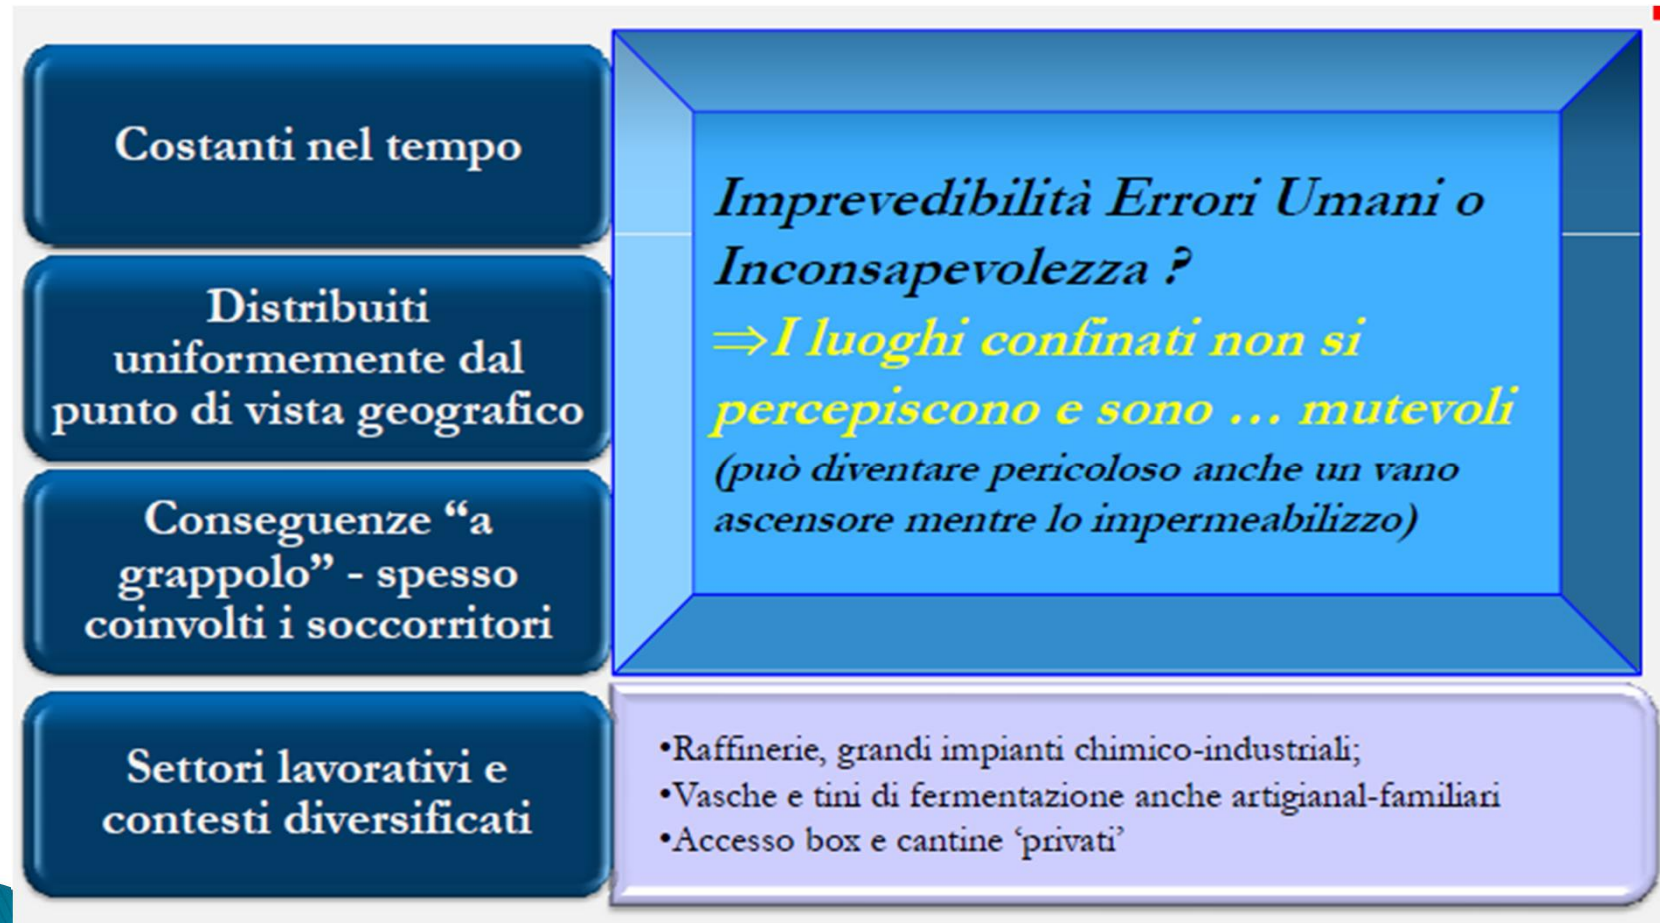 Costanti nel tempo
Distribuiti
uniformemente dal
punto di vista geografico
Conseguenze “a
grappolo” - spesso
coinvolti i soccorritori
Imprevedibilità Errori Umani o
Inconsapevolezza ?
⇒I luoghi confinati non si
percepiscono e sono … mutevoli
(può diventare pericoloso anche un vano
ascensore mentre lo impermeabilizzo)
Settori lavorativi e
contesti diversificati
•Raffinerie, grandi impianti chimico-industriali;
•Vasche e tini di fermentazione anche artigianal-familiari
•Accesso box e cantine ‘privati’